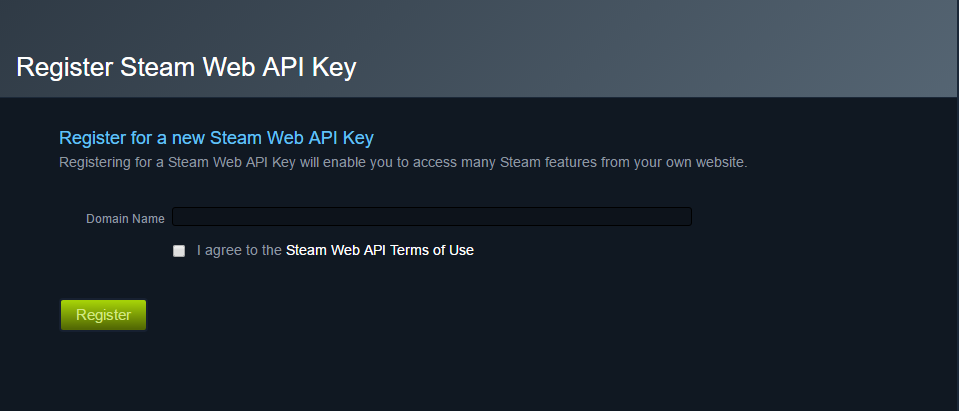 Register Steam Web API Key
Register for a new Steam Web API Key
Registering for a Steam Web API Key will enable you to access many Steam features from your own website.
Domain Name
I agree to the Steam Web API Terms of Use
Register